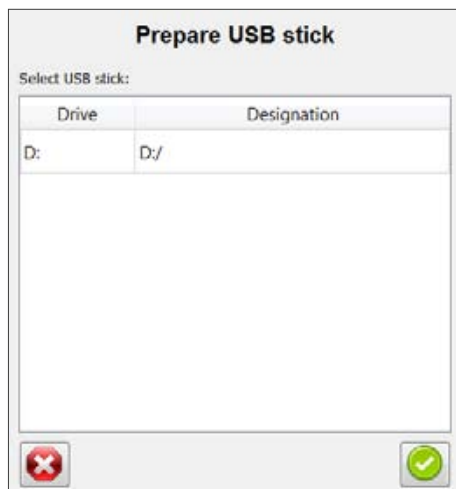 Prepare USB stick
Select USB stick:
Drive Designation
D: D:/